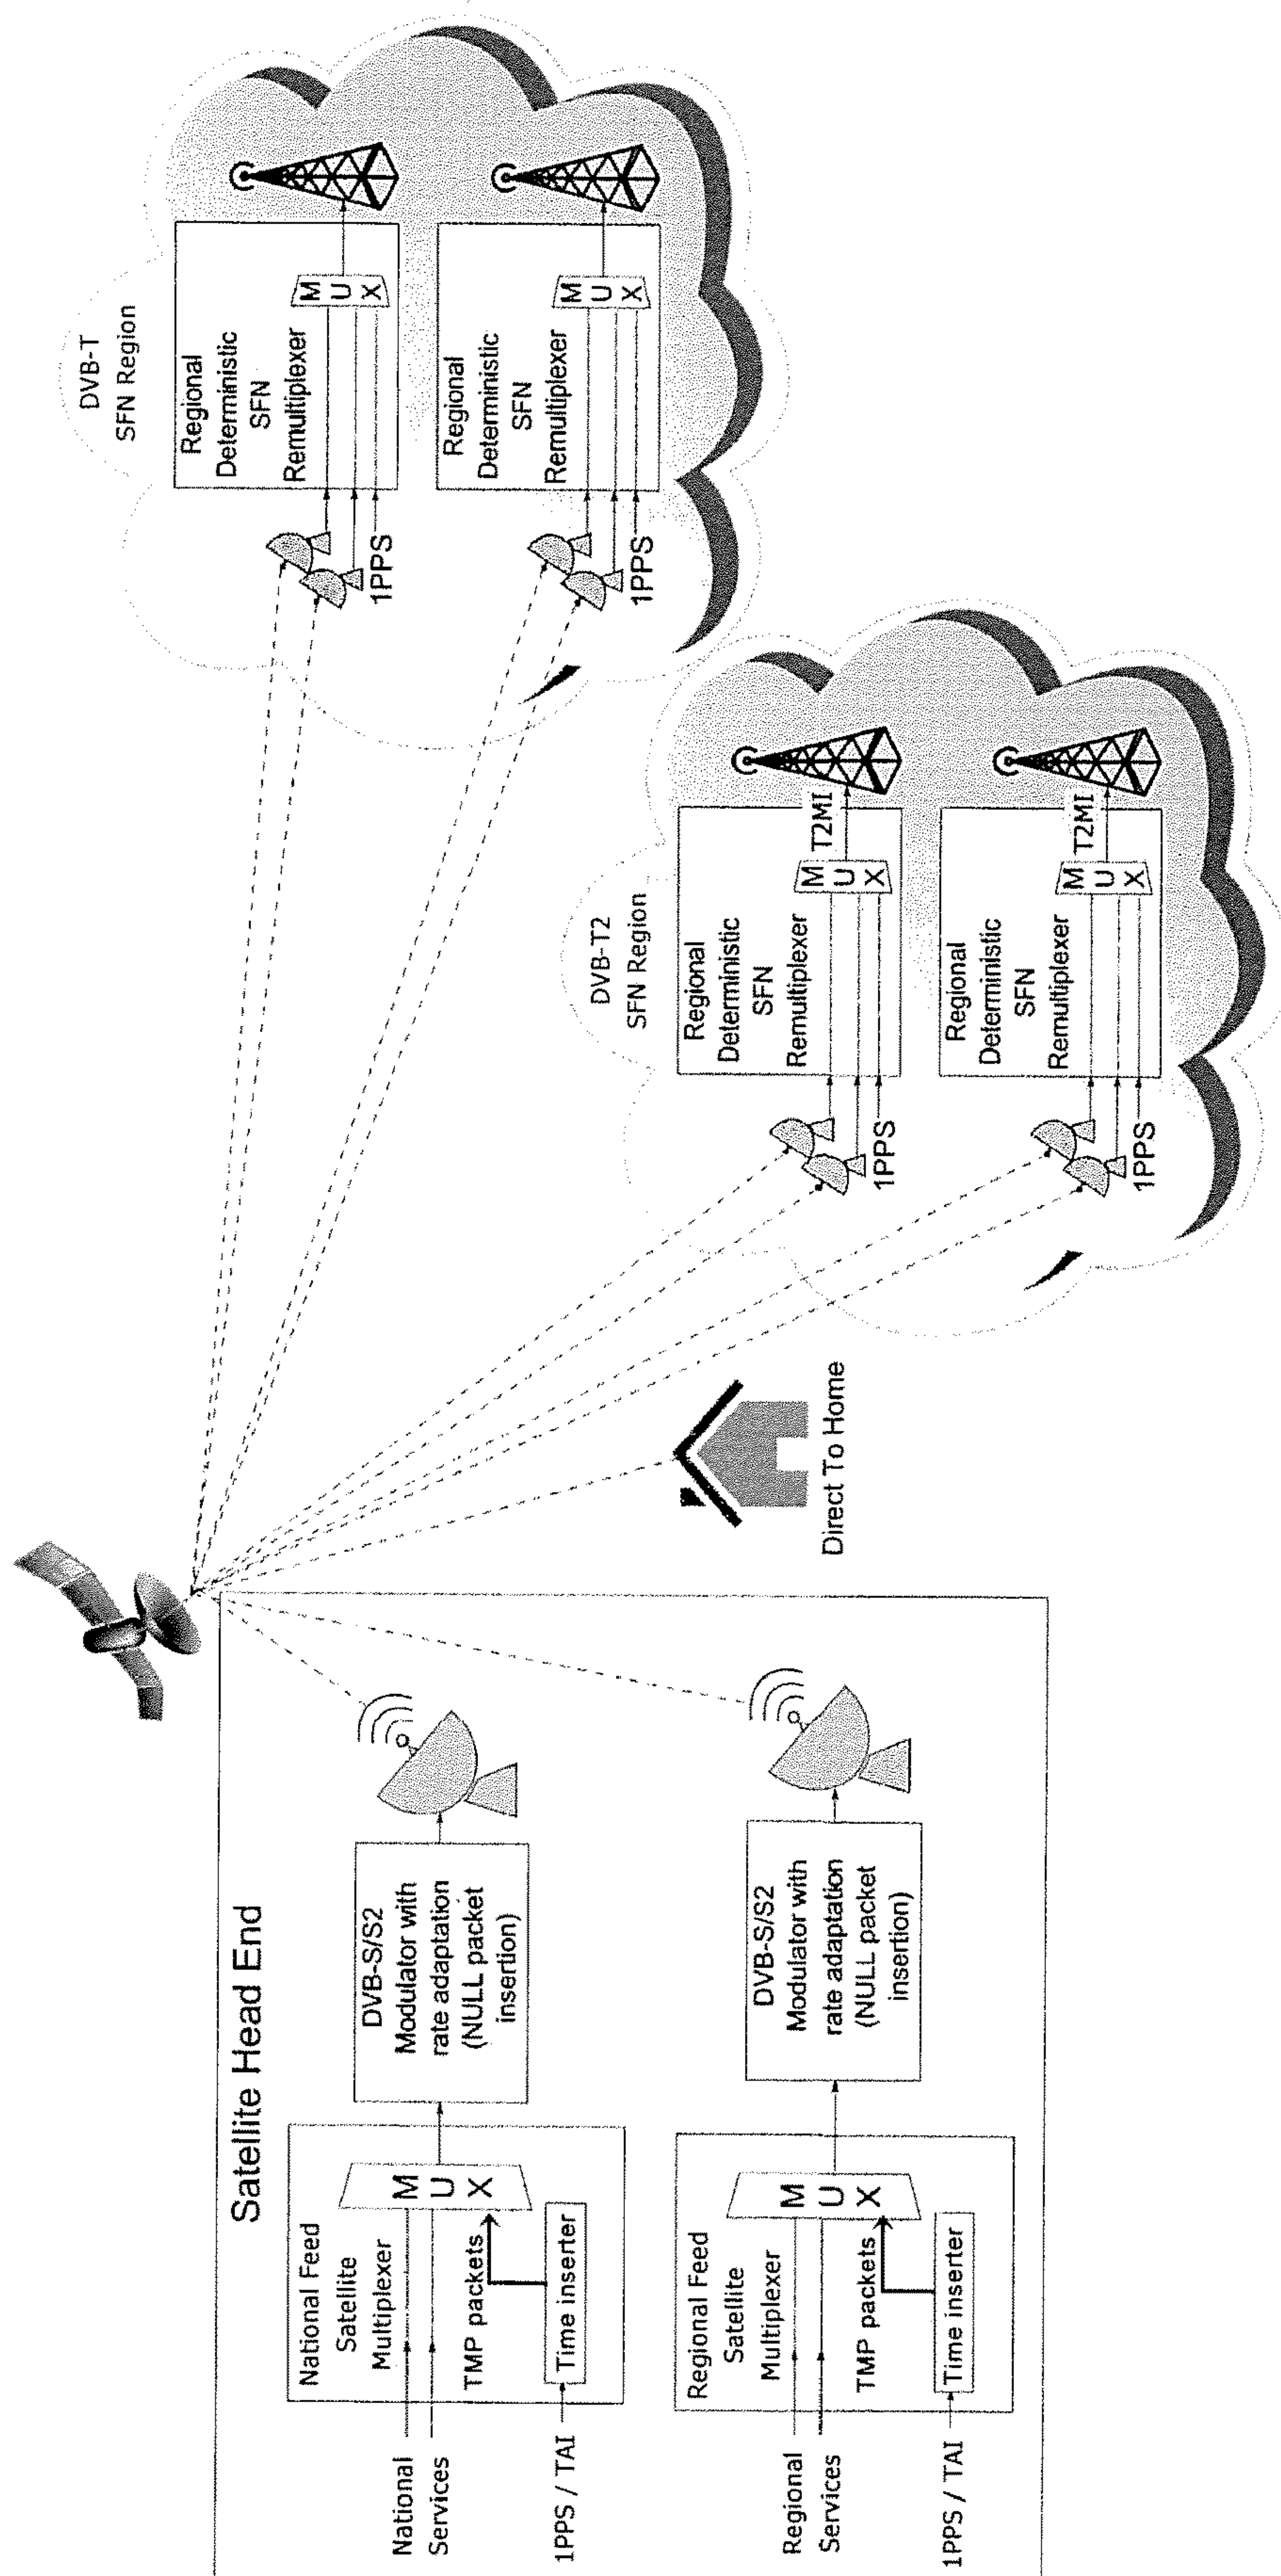 Satellite Head End
National Feed
Satellite
Multiplexer
National
Services
TMP packets
Time inserter
1PPS / TAI
M
U
X
DVB-S/S2
Modulator with
rate adaptation
(NULL packet
insertion)
Regional Feed
Satellite
Multiplexer
Regional
Services
TMP packets
Time inserter
1PPS / TAI
M
U
X
DVB-S/S2
Modulator with
rate adaptation
(NULL packet
insertion)
Direct To Home
DVB-T2
SFN Region
Regional
Deterministic
SFN
Remultiplexer
M
U
X
T2MI
1PPS
Regional
Deterministic
SFN
Remultiplexer
M
U
X
T2MI
1PPS
DVB-T
SFN Region
Regional
Deterministic
SFN
Remultiplexer
M
U
X
1PPS
Regional
Deterministic
SFN
Remultiplexer
M
U
X
1PPS